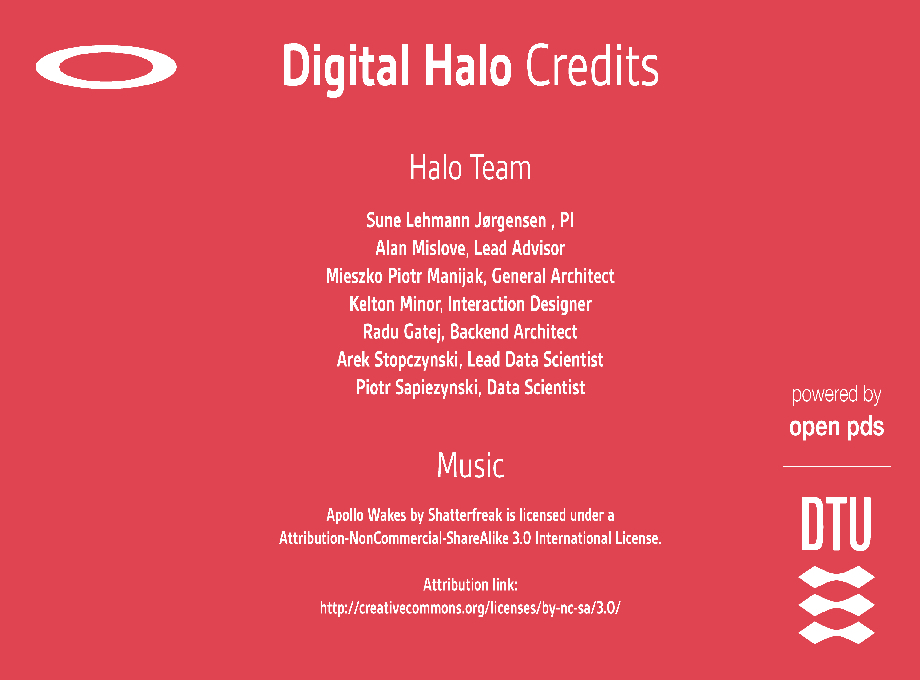 Digital Halo Credits
Halo Team
Sune Lehmann Jørgensen , PI
Alan Mislove, Lead Advisor
Mieszko Piotr Manijak, General Architect
Kelton Minor, Interaction Designer
Radu Gatej, Backend Architect
Arek Stopczynski, Lead Data Scientist
Piotr Sapiezynski, Data Scientist
Music
Apollo Wakes by Shatterfreak is licensed under a
Attribution-NonCommercial-ShareAlike 3.0 International License.
Attribution link:
http://creativecommons.org/licenses/by-nc-sa/3.0/
powered by
open pds
DTU